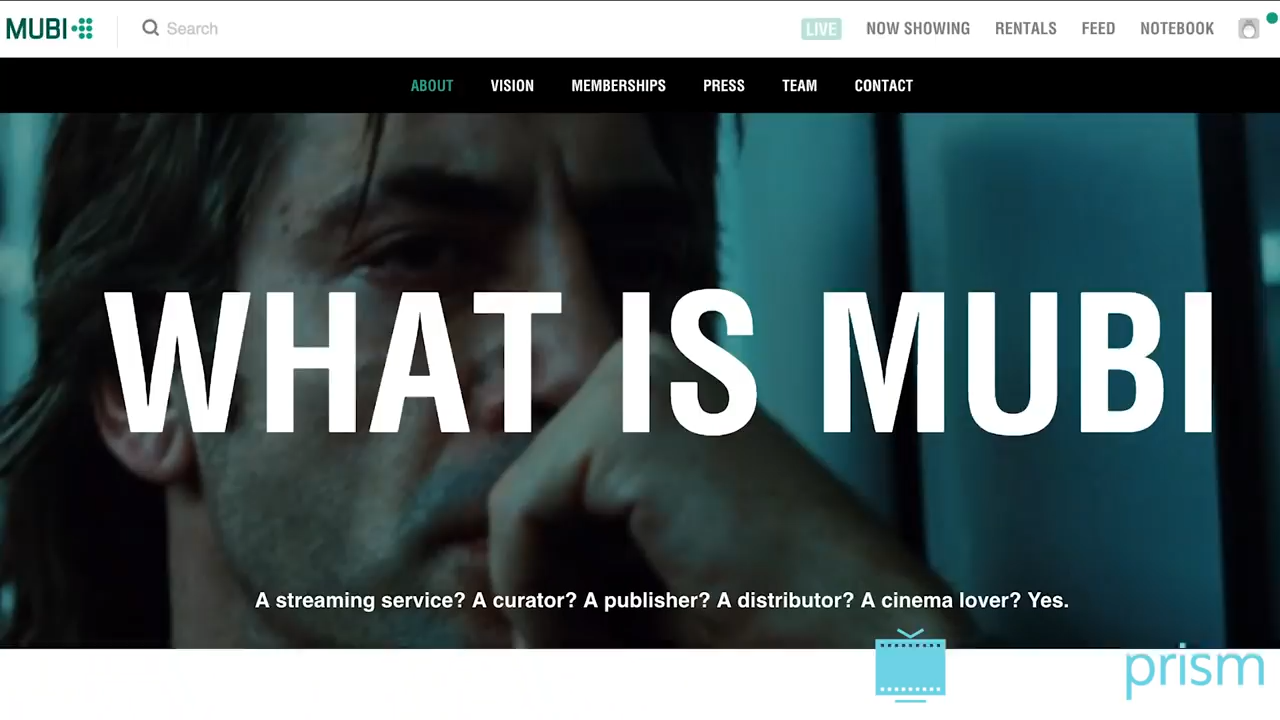 MUBI
Search
LIVE
NOW SHOWING
RENTALS
FEED
NOTEBOOK
ABOUT
VISION
MEMBERSHIPS
PRESS
TEAM
CONTACT
WHAT IS MUBI
A streaming service? A curator? A publisher? A distributor? A cinema lover? Yes.
prism